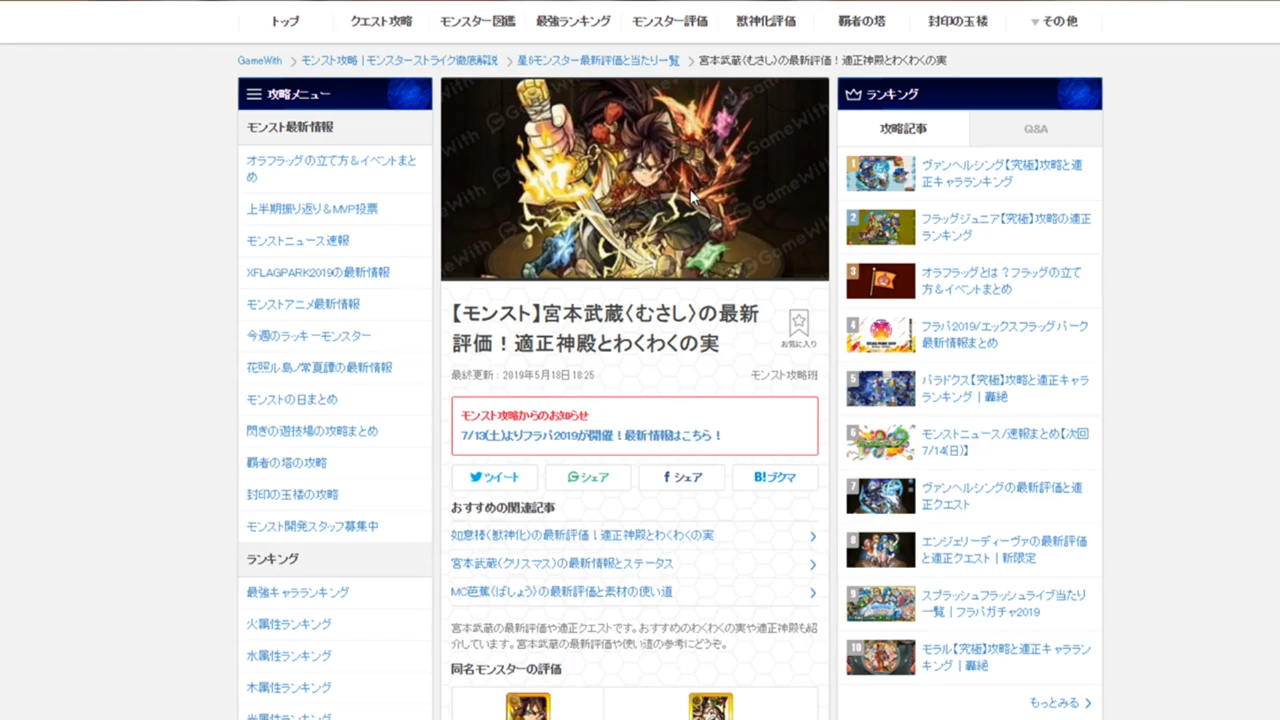 トップ
クエスト攻略
モンスター図鑑
最強ランキング
モンスター評価
獣神化評価
覇者の塔
封印の玉楼
▼その他
GameWith
モンスト攻略｜モンスターストライク徹底解説
星6モンスター最新評価と当たり一覧
宮本武蔵〈むさし〉の最新評価！適正神殿とわくわくの実
攻略メニュー
モンスト最新情報
オラフラッグの立て方＆イベントまと
め
上半期振り返り＆MVP投票
モンストニュース速報
XFLAGPARK2019の最新情報
モンストアニメ最新情報
今週のラッキーモンスター
花照ル島ノ常夏譚の最新情報
モンストの日まとめ
閃きの遊技場の攻略まとめ
覇者の塔の攻略
封印の玉楼の攻略
モンスト開発スタッフ募集中
ランキング
最強キャラランキング
火属性ランキング
水属性ランキング
木属性ランキング
光属性ランキング
GameWith
GameWith
GameWith
【モンスト】宮本武蔵〈むさし〉の最新
評価！適正神殿とわくわくの実
お気に入り
最終更新 : 2019年5月18日18:25
モンスト攻略班
モンスト攻略からのお知らせ
7/13(土)よりフラパ2019が開催！最新情報はこちら！
ツイート
シェア
シェア
B!ブクマ
おすすめの関連記事
如意棒〈獣神化〉の最新評価！適正神殿とわくわくの実
宮本武蔵〈クリスマス〉の最新情報とステータス
MC芭蕉〈ばしょう〉の最新評価と素材の使い道
宮本武蔵の最新評価や適正クエストです。おすすめのわくわくの実や適正神殿も紹
介しています。宮本武蔵の最新評価や使い道の参考にどうぞ。
同名モンスターの評価
ランキング
攻略記事
Q&A
1
ヴァンヘルシング【究極】攻略と適
正キャラランキング
2
フラッグジュニア【究極】攻略の適正
ランキング
3
オラフラッグとは？フラッグの立て
方＆イベントまとめ
4
フラパ2019/エックスフラッグパーク
最新情報まとめ
5
パラドクス【究極】攻略と適正キャラ
ランキング｜轟絶
6
モンストニュース/速報まとめ【次回
7/14(日)】
7
ヴァンヘルシングの最新評価と適
正クエスト
8
エンジェリーディーヴァの最新評価
と適正クエスト｜新限定
9
スプラッシュフラッシュライブ当たり
一覧｜フラパガチャ2019
10
モラル【究極】攻略と適正キャララン
キング｜轟絶
もっとみる